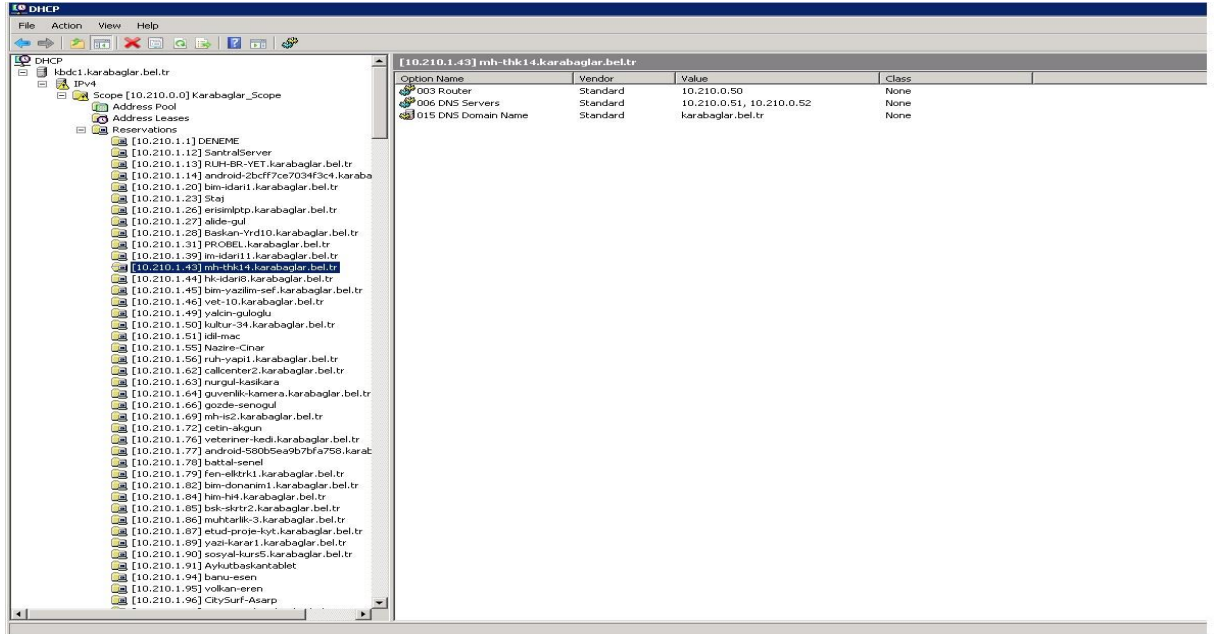 DHCP
File Action View Help
DHCP
kbdc1.karabaglar.bel.tr
IPv4
Scope [10.210.0.0] Karabaglar_Scope
Address Pool
Address Leases
Reservations
[10.210.1.1] DENEME
[10.210.1.12] SantralServer
[10.210.1.13] RUH-BR-YET.karabaglar.bel.tr
[10.210.1.14] android-2bcff7ce7034f3c4.karaba
[10.210.1.20] bim-idari1.karabaglar.bel.tr
[10.210.1.23] Staj
[10.210.1.26] erisimlptp.karabaglar.bel.tr
[10.210.1.27] alide-gul
[10.210.1.28] Baskan-Yrd10.karabaglar.bel.tr
[10.210.1.31] PROBEL.karabaglar.bel.tr
[10.210.1.39] im-idari11.karabaglar.bel.tr
[10.210.1.43] mh-thk14.karabaglar.bel.tr
[10.210.1.44] hk-idari8.karabaglar.bel.tr
[10.210.1.45] bim-yazilim-sef.karabaglar.bel.tr
[10.210.1.46] vet-10.karabaglar.bel.tr
[10.210.1.49] yalcin-guloglu
[10.210.1.50] kultur-34.karabaglar.bel.tr
[10.210.1.51] idil-mac
[10.210.1.55] Nazire-Cinar
[10.210.1.56] ruh-yapi1.karabaglar.bel.tr
[10.210.1.62] callcenter2.karabaglar.bel.tr
[10.210.1.63] nurgul-kasikara
[10.210.1.64] guvenlik-kamera.karabaglar.bel.tr
[10.210.1.66] gozde-senogul
[10.210.1.69] mh-is2.karabaglar.bel.tr
[10.210.1.72] cetin-akgun
[10.210.1.76] veteriner-kedi.karabaglar.bel.tr
[10.210.1.77] android-580b5ea9b7bfa758.karab
[10.210.1.78] battal-senel
[10.210.1.79] fen-elktrk1.karabaglar.bel.tr
[10.210.1.82] bim-donanim1.karabaglar.bel.tr
[10.210.1.84] him-hi4.karabaglar.bel.tr
[10.210.1.85] bsk-skrtr2.karabaglar.bel.tr
[10.210.1.86] muhtarlik-3.karabaglar.bel.tr
[10.210.1.87] etud-proje-kyt.karabaglar.bel.tr
[10.210.1.89] yazi-karar1.karabaglar.bel.tr
[10.210.1.90] sosyal-kurs5.karabaglar.bel.tr
[10.210.1.91] Aykutbaskantablet
[10.210.1.94] banu-esen
[10.210.1.95] volkan-eren
[10.210.1.96] CitySurf-Asarp
[10.210.1.43] mh-thk14.karabaglar.bel.tr
Option Name Vendor Value Class
003 Router Standard 10.210.0.50 None
006 DNS Servers Standard 10.210.0.51, 10.210.0.52 None
015 DNS Domain Name Standard karabaglar.bel.tr None